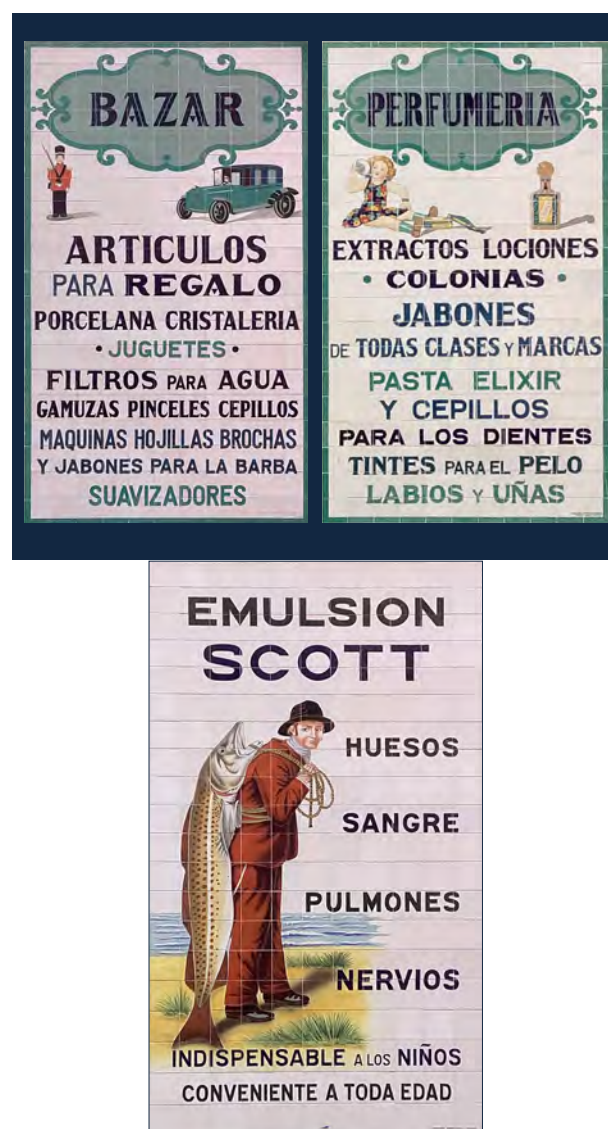 BAZAR
ARTICULOS
PARA REGALO
PORCELANA CRISTALERIA
• JUGUETES •
FILTROS PARA AGUA
GAMUZAS PINCELES CEPILLOS
MAQUINAS HOJILLAS BROCHAS
Y JABONES PARA LA BARBA
SUAVIZADORES
PERFUMERIA
EXTRACTOS LOCIONES
• COLONIAS •
JABONES
DE TODAS CLASES Y MARCAS
PASTA ELIXIR
Y CEPILLOS
PARA LOS DIENTES
TINTES PARA EL PELO
LABIOS Y UÑAS
EMULSION
SCOTT
HUESOS
SANGRE
PULMONES
NERVIOS
INDISPENSABLE A LOS NIÑOS
CONVENIENTE A TODA EDAD